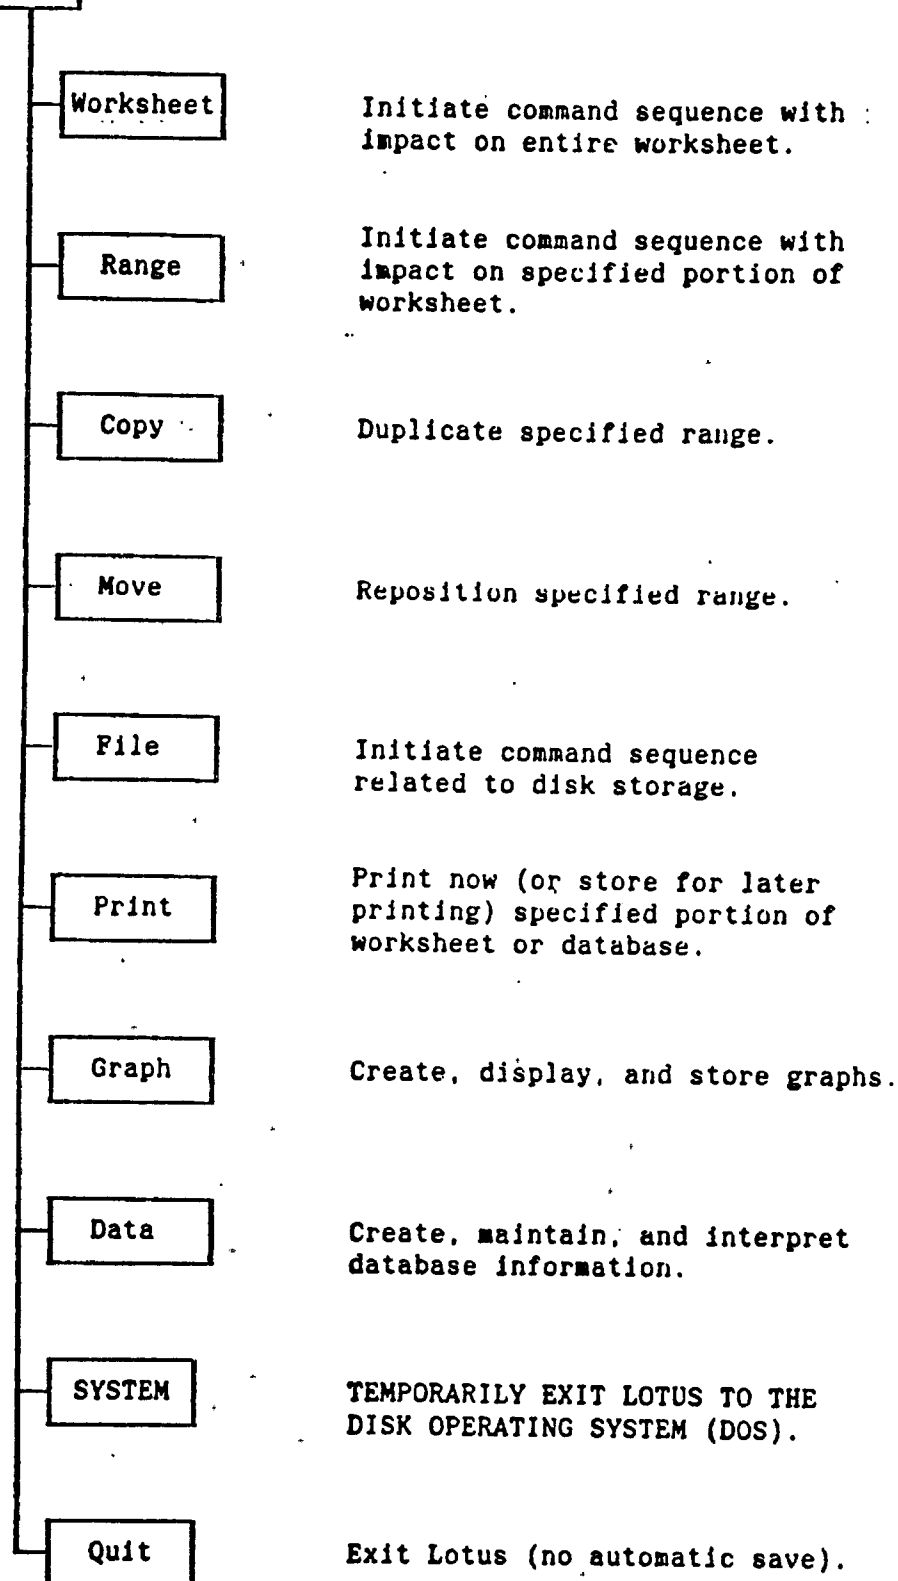 Worksheet
Initiate command sequence with
impact on entire worksheet.
Range
Initiate command sequence with
impact on specified portion of
worksheet.
Copy
Duplicate specified range.
Move
Reposition specified range.
File
Initiate command sequence
related to disk storage.
Print
Print now (or store for later
printing) specified portion of
worksheet or database.
Graph
Create, display, and store graphs.
Data
Create, maintain, and interpret
database information.
SYSTEM
TEMPORARILY EXIT LOTUS TO THE
DISK OPERATING SYSTEM (DOS).
Quit
Exit Lotus (no automatic save).